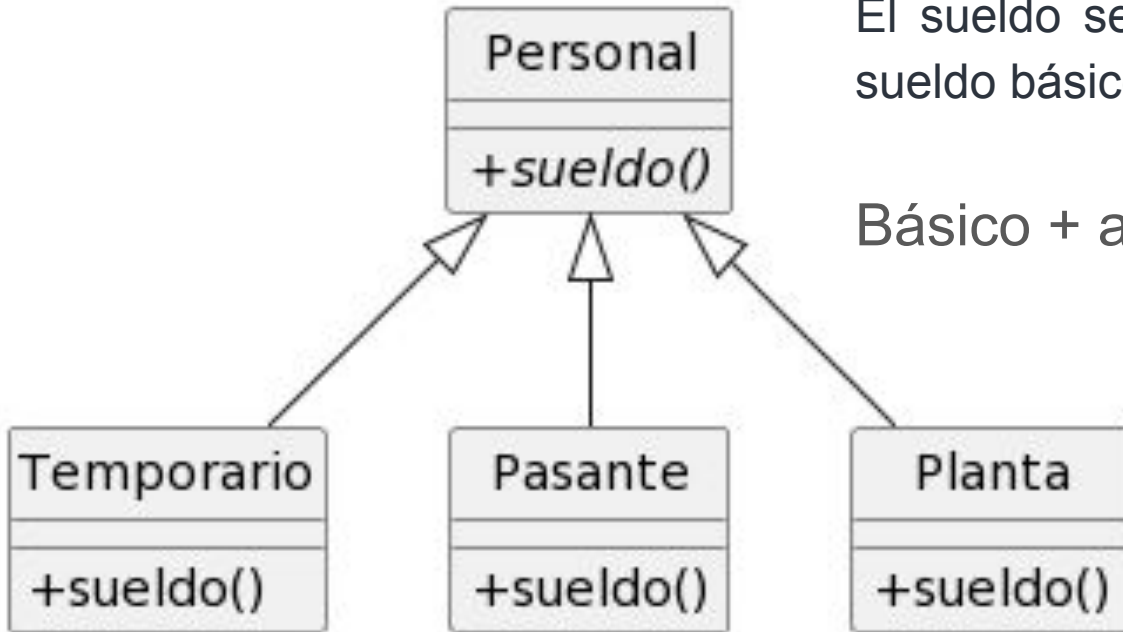 El sueldo se
sueldo básic
Básico + a
Personal
+sueldo()
Temporario
+sueldo()
Pasante
+sueldo()
Planta
+sueldo()